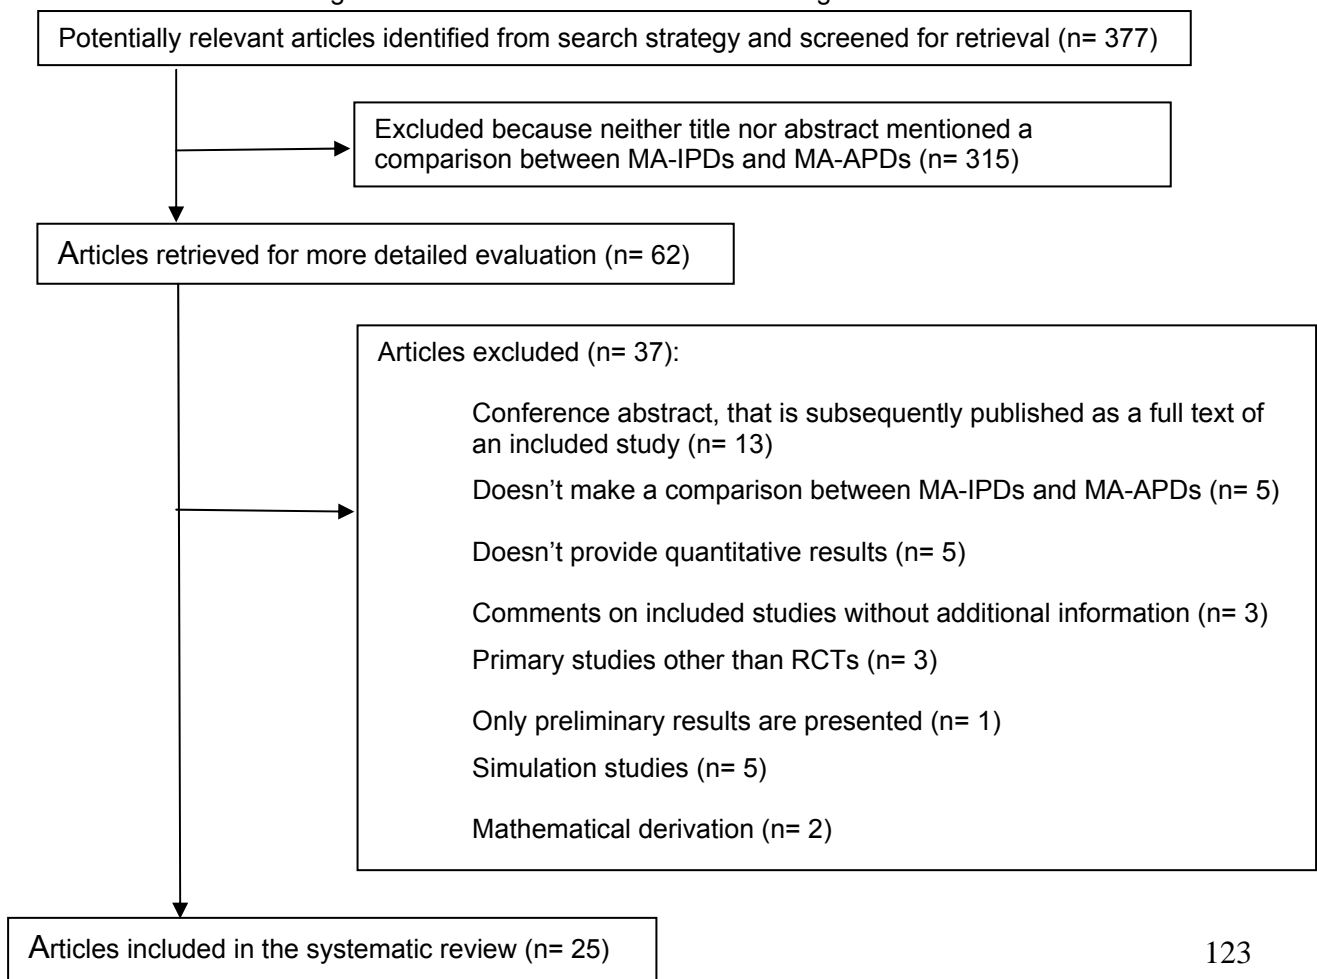 Potentially relevant articles identified from search strategy and screened for retrieval (n= 377)
Excluded because neither title nor abstract mentioned a
comparison between MA-IPDs and MA-APDs (n= 315)
Articles retrieved for more detailed evaluation (n= 62)
Articles excluded (n= 37):
Conference abstract, that is subsequently published as a full text of
an included study (n= 13)
Doesn’t make a comparison between MA-IPDs and MA-APDs (n= 5)
Doesn’t provide quantitative results (n= 5)
Comments on included studies without additional information (n= 3)
Primary studies other than RCTs (n= 3)
Only preliminary results are presented (n= 1)
Simulation studies (n= 5)
Mathematical derivation (n= 2)
Articles included in the systematic review (n= 25)
123